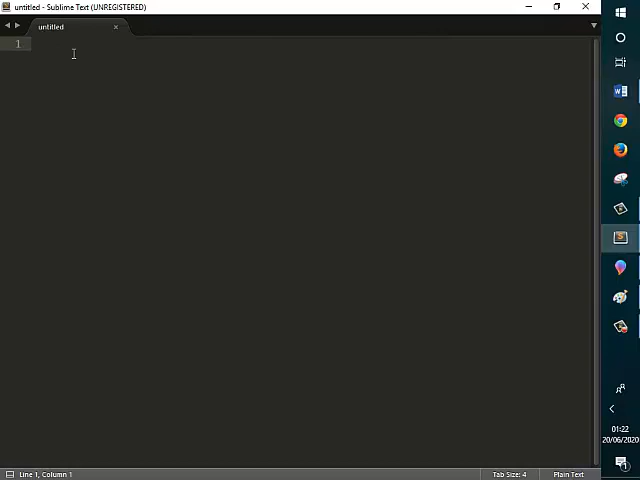 untitled - Sublime Text (UNREGISTERED)
untitled
1
Line 1, Column 1
Tab Size: 4
Plain Text
01:22
20/06/2020
1